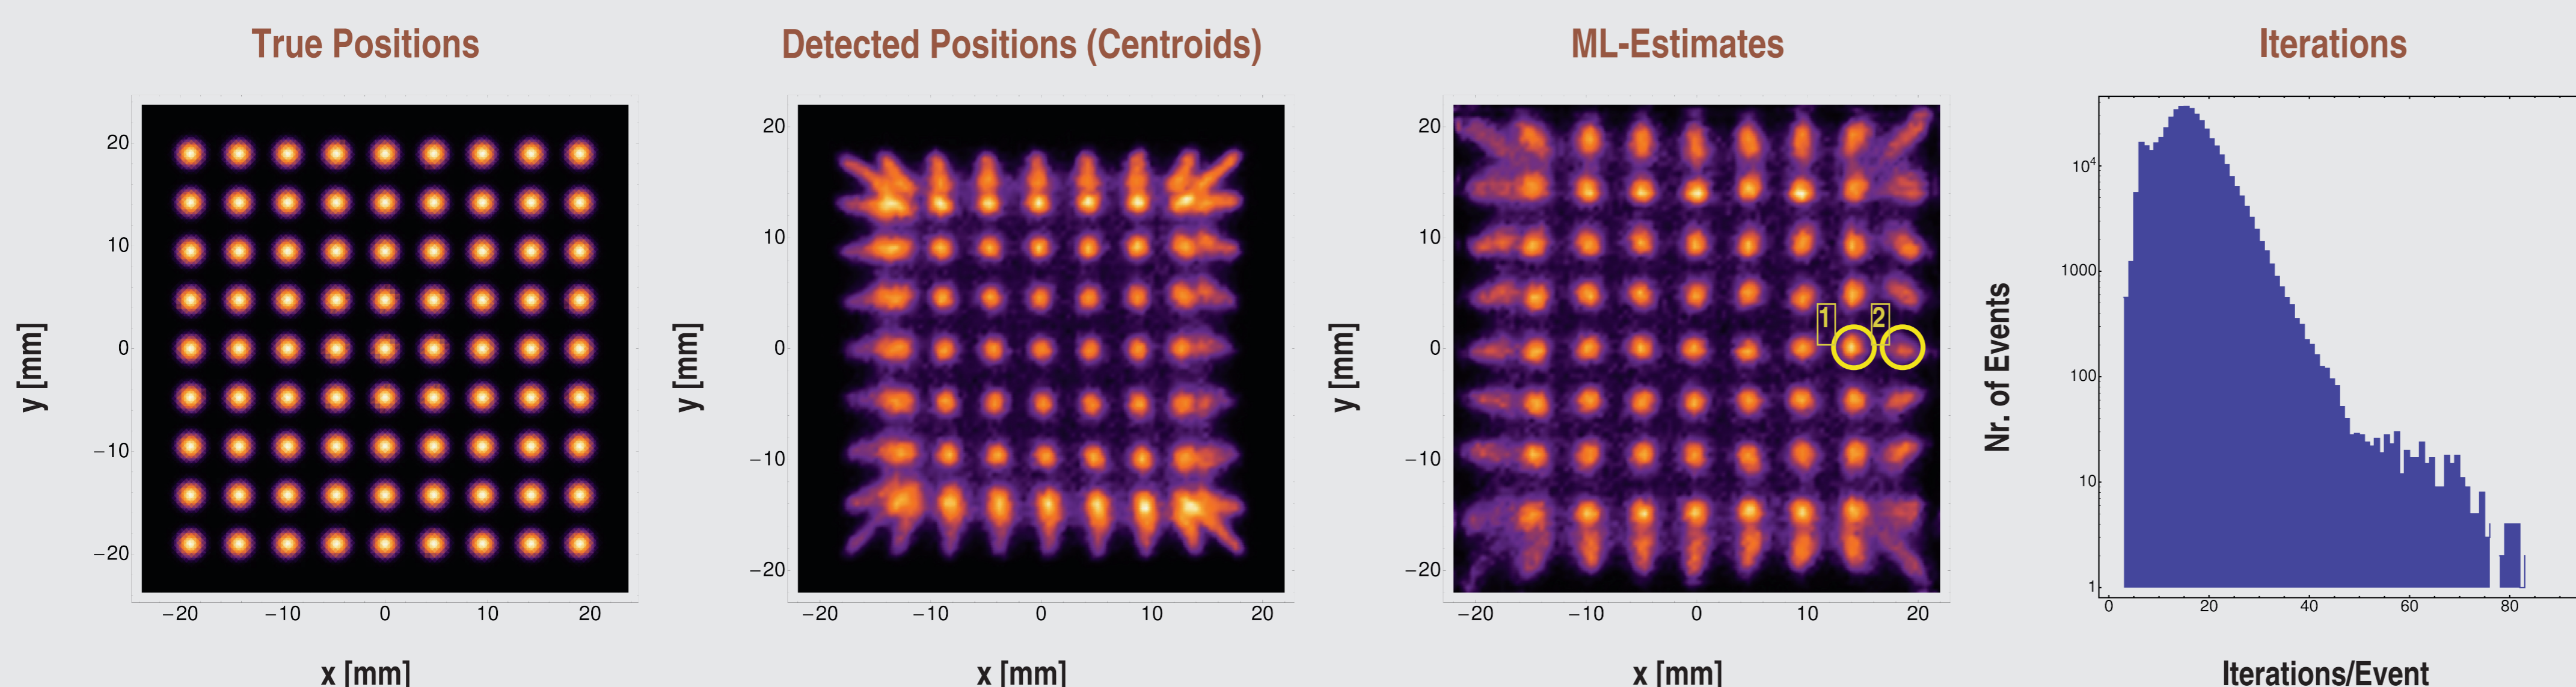 True Positions
Detected Positions (Centroids)
ML-Estimates
Iterations
y [mm]
20
10
0
−10
−20
−20 −10 0 10 20
x [mm]
y [mm]
20
10
0
−10
−20
−20 −10 0 10 20
x [mm]
y [mm]
20
10
0
−10
−20
1 2
−20 −10 0 10 20
x [mm]
Nr. of Events
10⁴
1000
100
10
1
0 20 40 60 80
Iterations/Event